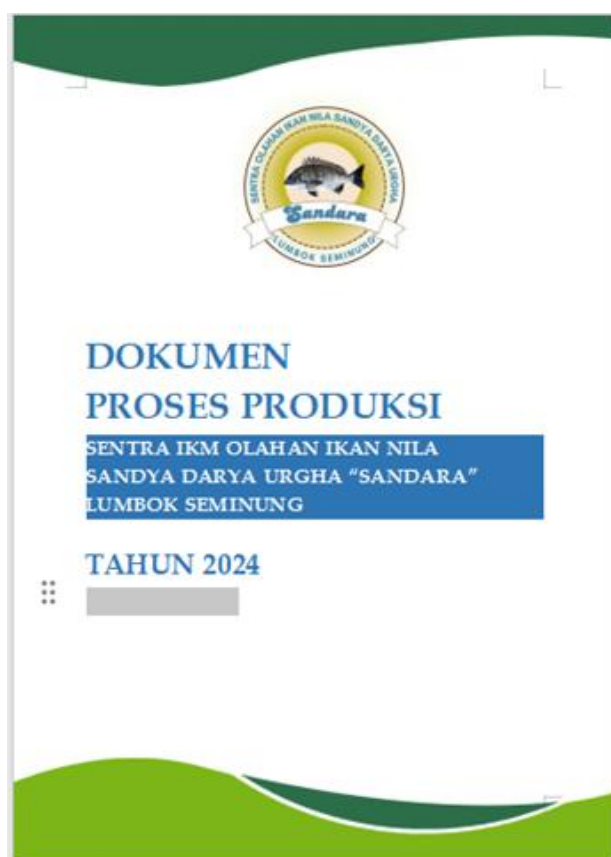 SENTRA OLAHAN IKAN NILA SANDYA DARYA URGHA
Sandara
LUMBOK SEMINUNG
DOKUMEN
PROSES PRODUKSI
SENTRA IKM OLAHAN IKAN NILA
SANDYA DARYA URGHA “SANDARA”
LUMBOK SEMINUNG
TAHUN 2024